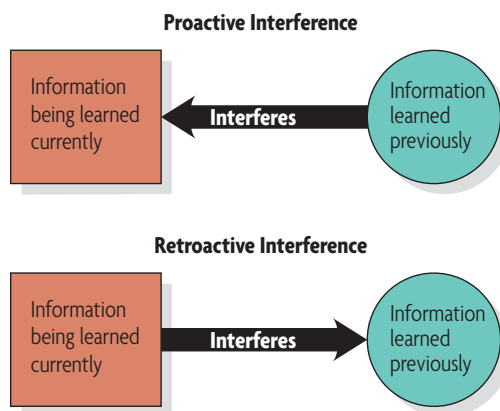 Proactive Interference
Information
being learned
currently
Interferes
Information
learned
previously
Retroactive Interference
Information
being learned
currently
Interferes
Information
learned
previously